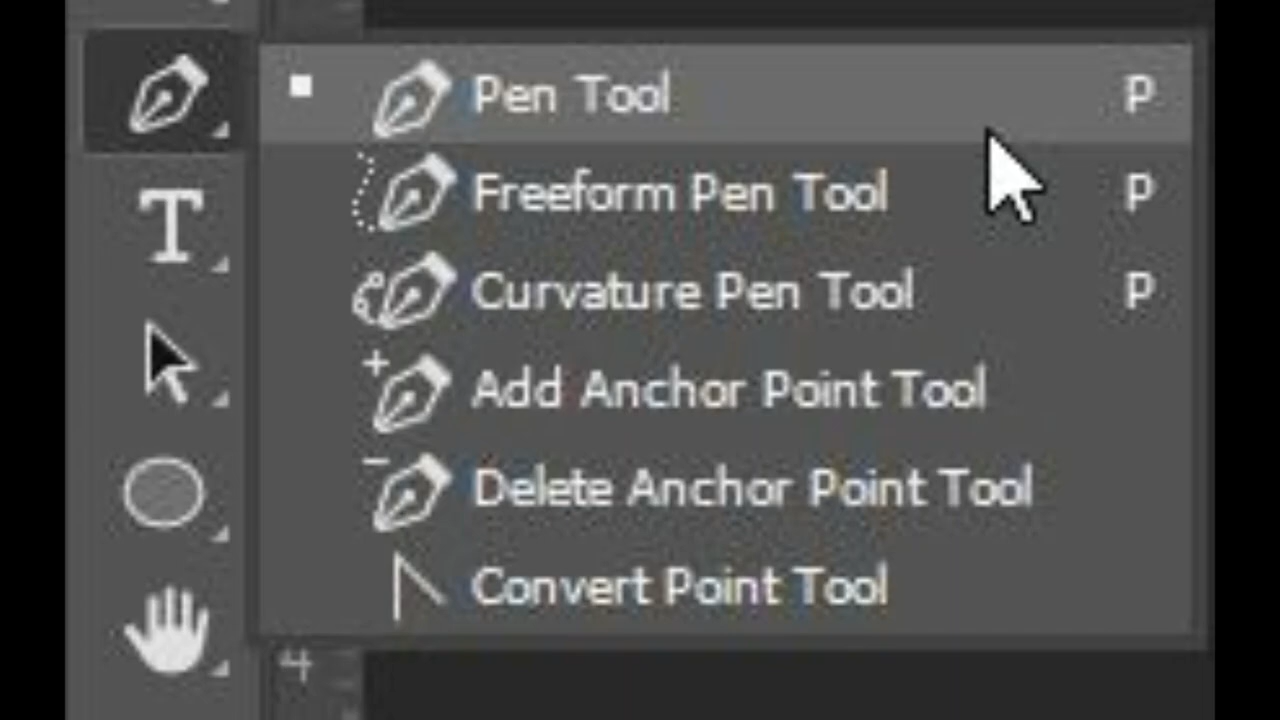 Pen Tool P
Freeform Pen Tool P
Curvature Pen Tool P
Add Anchor Point Tool
Delete Anchor Point Tool
Convert Point Tool
T
4